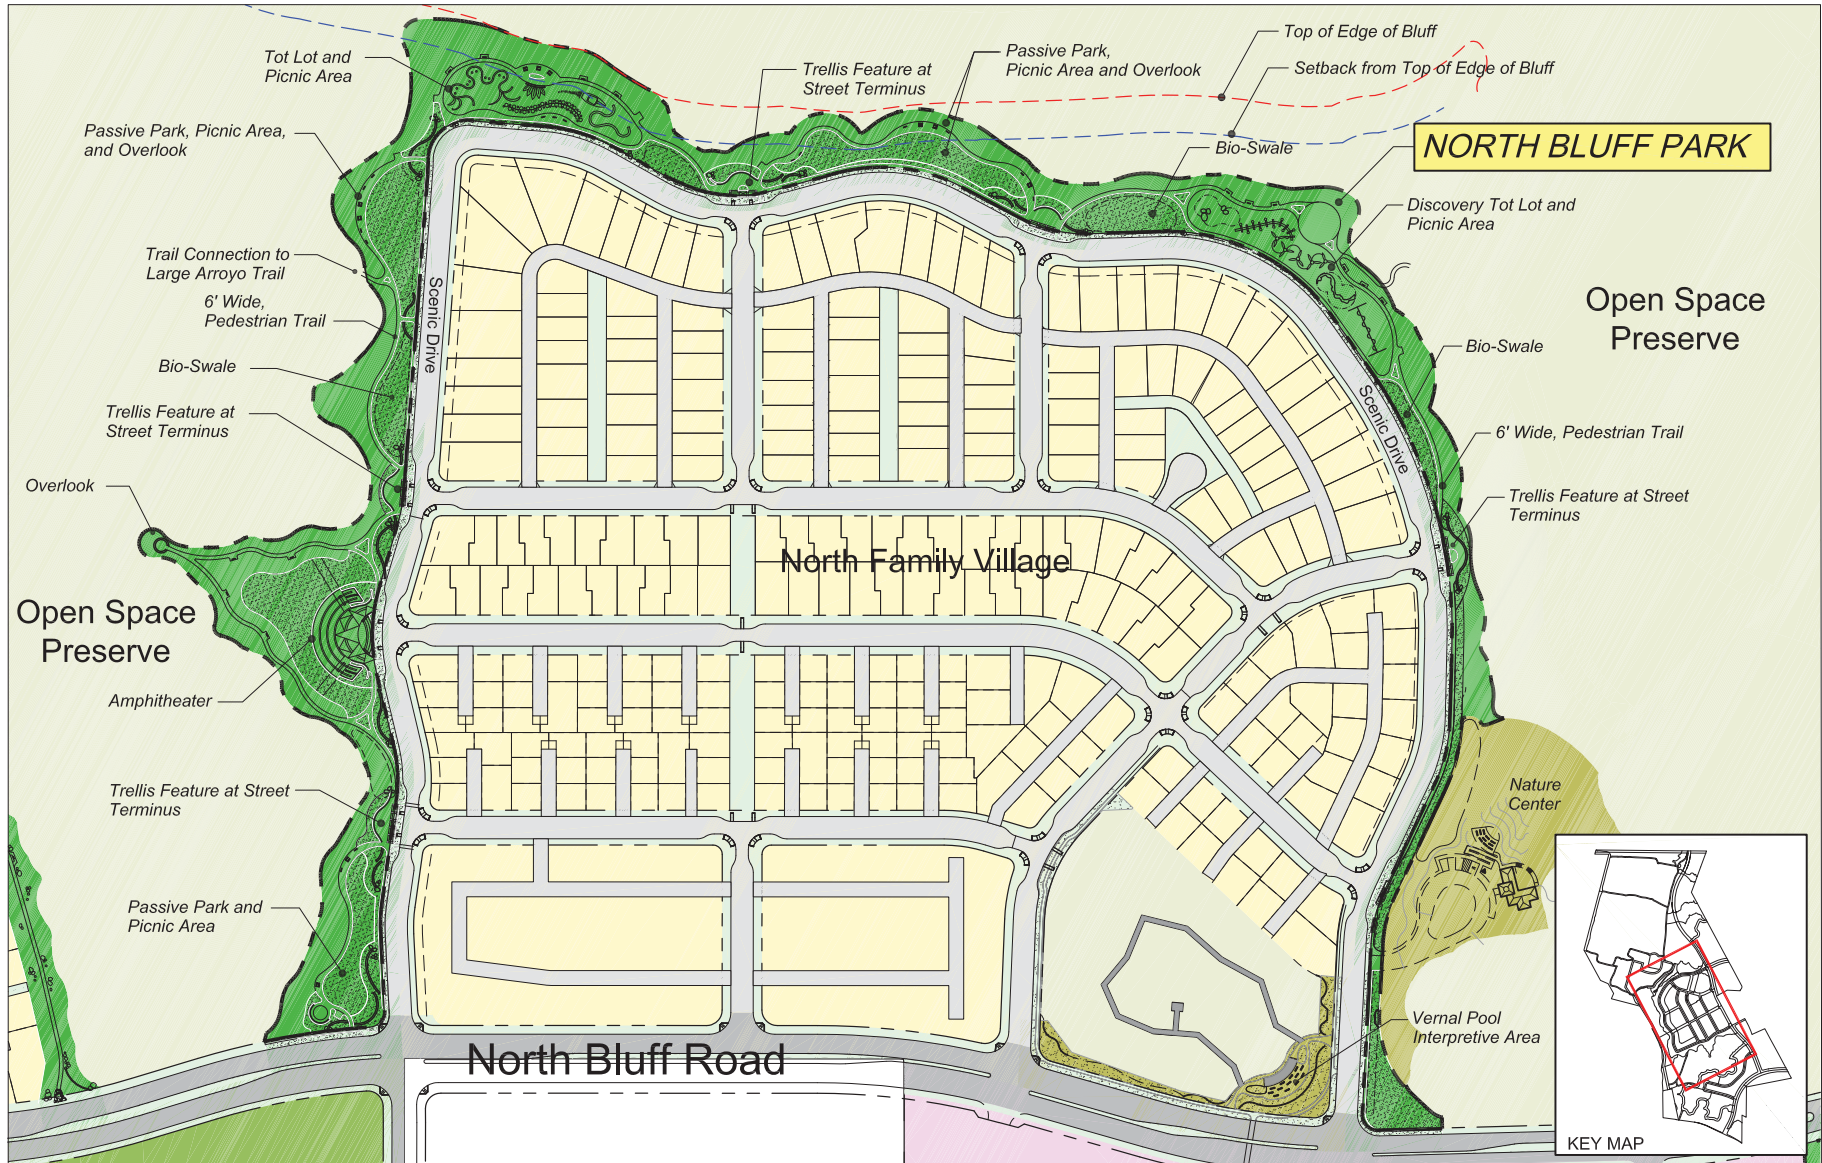 Top of Edge of Bluff
Setback from Top of Edge of Bluff
Passive Park,
Picnic Area and Overlook
Trellis Feature at
Street Terminus
Tot Lot and
Picnic Area
Passive Park, Picnic Area,
and Overlook
Bio-Swale
NORTH BLUFF PARK
Discovery Tot Lot and
Picnic Area
Trail Connection to
Large Arroyo Trail
6' Wide,
Pedestrian Trail
Scenic Drive
Open Space
Preserve
Bio-Swale
Bio-Swale
Trellis Feature at
Street Terminus
Scenic Drive
6' Wide, Pedestrian Trail
Overlook
Trellis Feature at Street
Terminus
North Family Village
Open Space
Preserve
Amphitheater
Trellis Feature at Street
Terminus
Nature
Center
Passive Park and
Picnic Area
Vernal Pool
Interpretive Area
North Bluff Road
KEY MAP